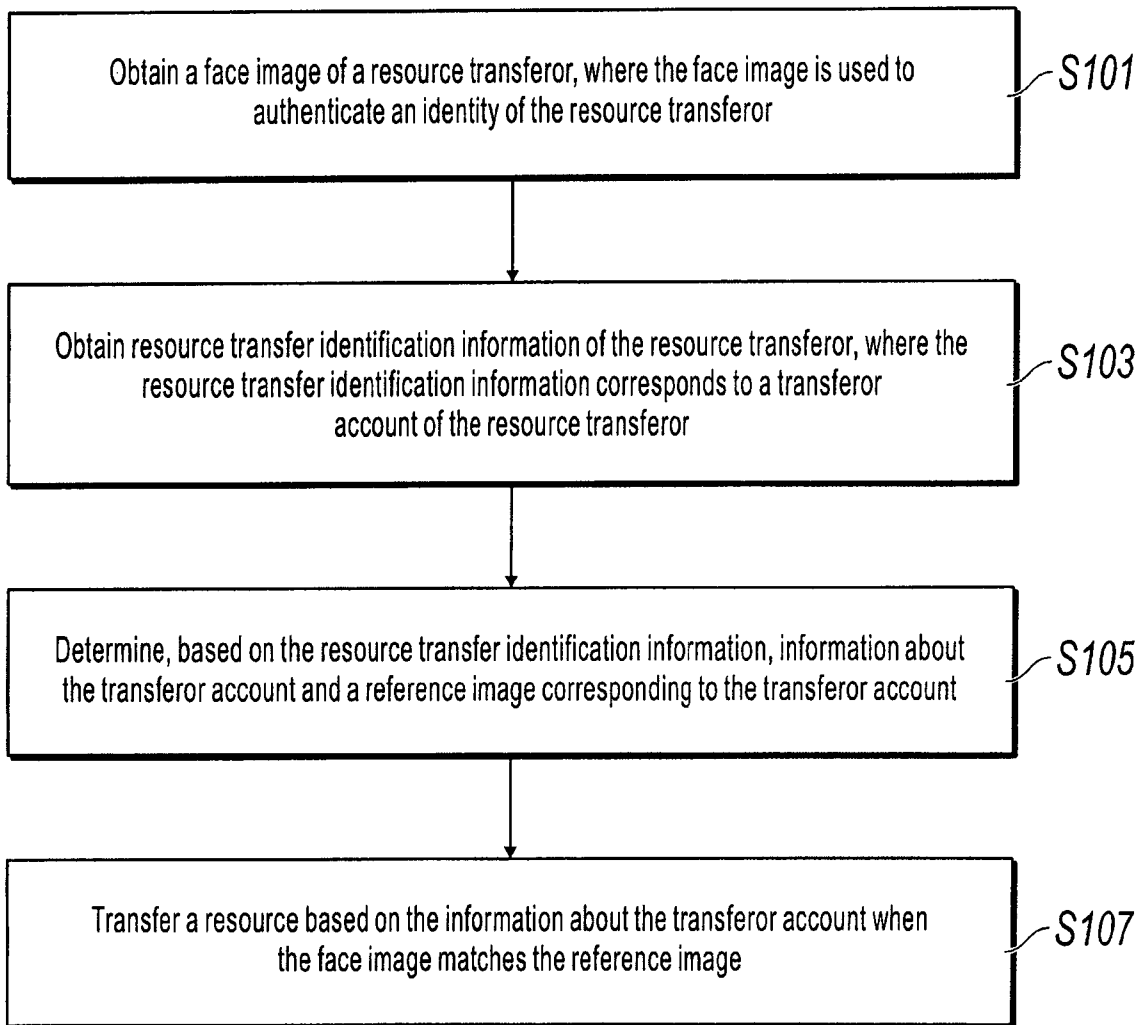 Obtain a face image of a resource transferor, where the face image is used to
authenticate an identity of the resource transferor
S101
Obtain resource transfer identification information of the resource transferor, where the
resource transfer identification information corresponds to a transferor
account of the resource transferor
S103
Determine, based on the resource transfer identification information, information about
the transferor account and a reference image corresponding to the transferor account
S105
Transfer a resource based on the information about the transferor account when
the face image matches the reference image
S107